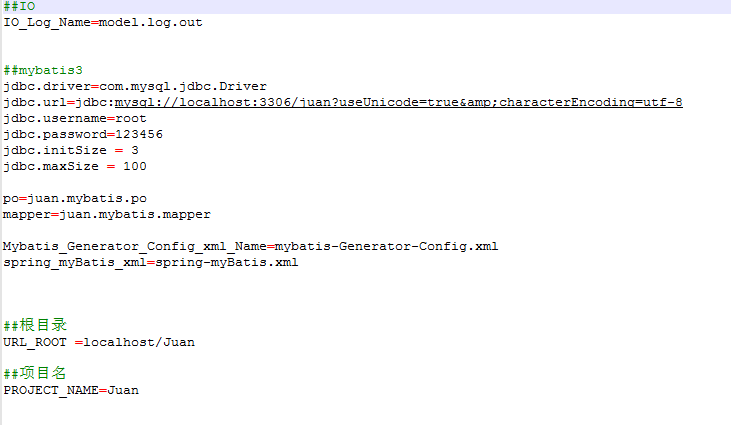 ##IO
IO_Log_Name=model.log.out
##mybatis3
jdbc.driver=com.mysql.jdbc.Driver
jdbc.url=jdbc:mysql://localhost:3306/juan?useUnicode=true&amp;characterEncoding=utf-8
jdbc.username=root
jdbc.password=123456
jdbc.initSize = 3
jdbc.maxSize = 100
po=juan.mybatis.po
mapper=juan.mybatis.mapper
Mybatis_Generator_Config_xml_Name=mybatis-Generator-Config.xml
spring_myBatis_xml=spring-myBatis.xml
##根目录
URL_ROOT =localhost/Juan
##项目名
PROJECT_NAME=Juan